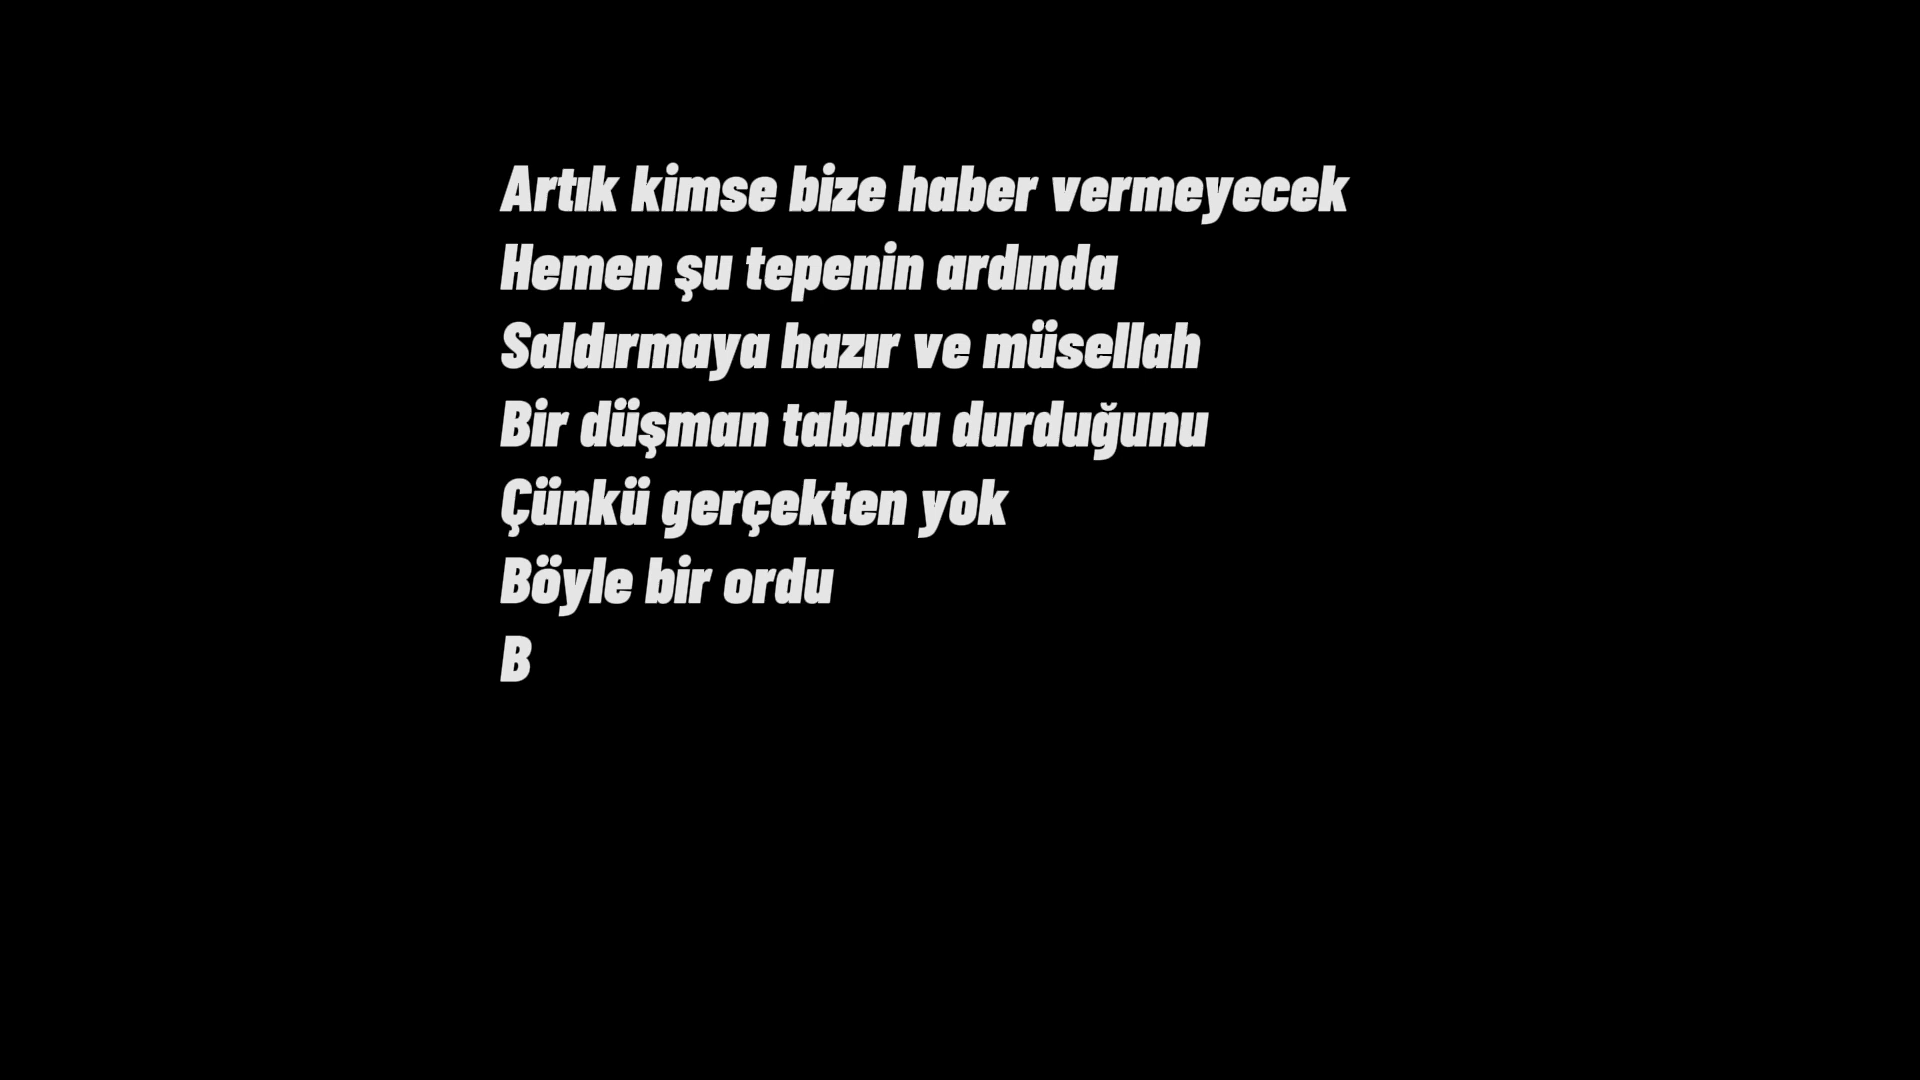 Artık kimse bize haber vermeyecek
Hemen şu tepenin ardında
Saldırmaya hazır ve müsellah
Bir düşman taburu durduğunu
Çünkü gerçekten yok
Böyle bir ordu
B